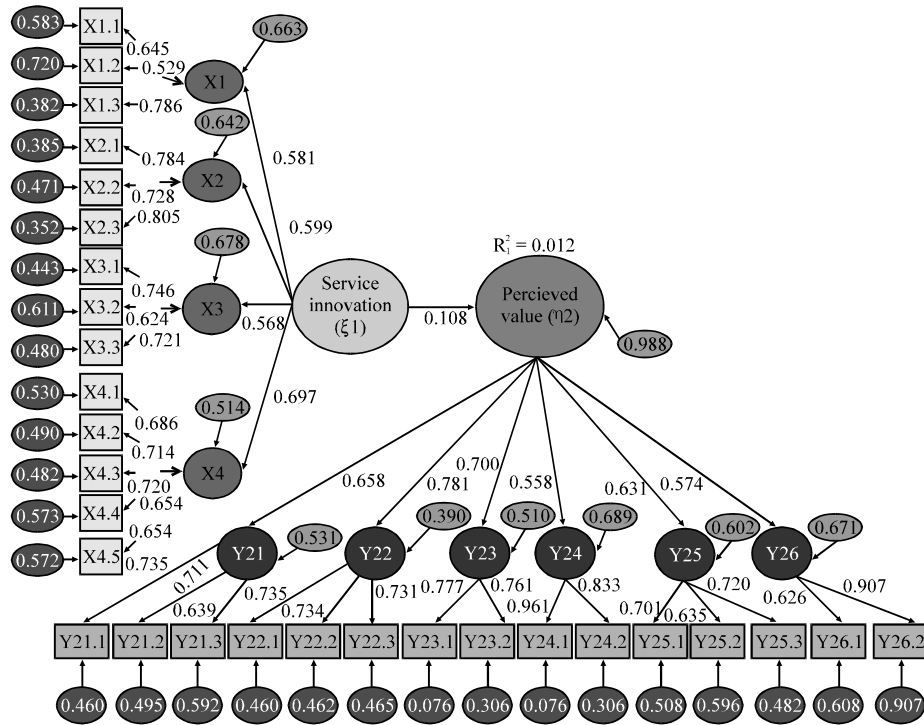 0.583 X1.1 0.663
0.645
0.720 X1.2 0.529 X1
0.382 X1.3 0.786
0.642
0.385 X2.1 0.784 0.581
0.471 X2.2 0.728 X2
0.352 X2.3 0.805 0.599
0.678 R²₁ = 0.012
0.443 X3.1
0.746 Service Percieved
0.611 X3.2 X3 innovation value (η2)
0.624 0.568 (ξ1) 0.108
0.480 X3.3 0.721 0.988
0.530 X4.1 0.697
0.514
0.686
0.490 X4.2
0.714
0.482 X4.3 X4 0.700
0.720 0.658 0.781 0.558 0.631 0.574
0.573 X4.4 0.654
0.654 0.531 0.390 0.510 0.689 0.602 0.671
0.572 X4.5 0.735 Y21 Y22 Y23 Y24 Y25 Y26
0.711 0.735 0.731 0.777 0.761 0.833 0.720 0.907
0.639 0.734 0.961 0.701 0.635 0.626
Y21.1 Y21.2 Y21.3 Y22.1 Y22.2 Y22.3 Y23.1 Y23.2 Y24.1 Y24.2 Y25.1 Y25.2 Y25.3 Y26.1 Y26.2
0.460 0.495 0.592 0.460 0.462 0.465 0.076 0.306 0.076 0.306 0.508 0.596 0.482 0.608 0.907